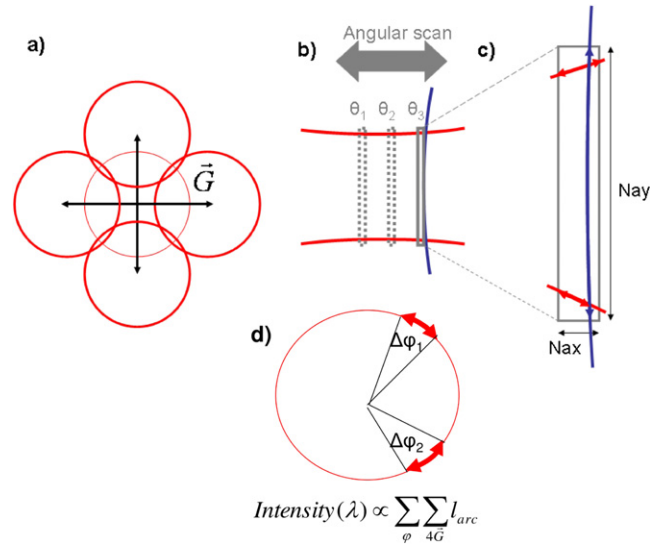 a)
G⃗
b)
Angular scan
θ1
θ2
θ3
c)
Nay
Nax
d)
Δφ1
Δφ2
Intensity(λ) ∝ ∑φ ∑4G⃗ l_arc